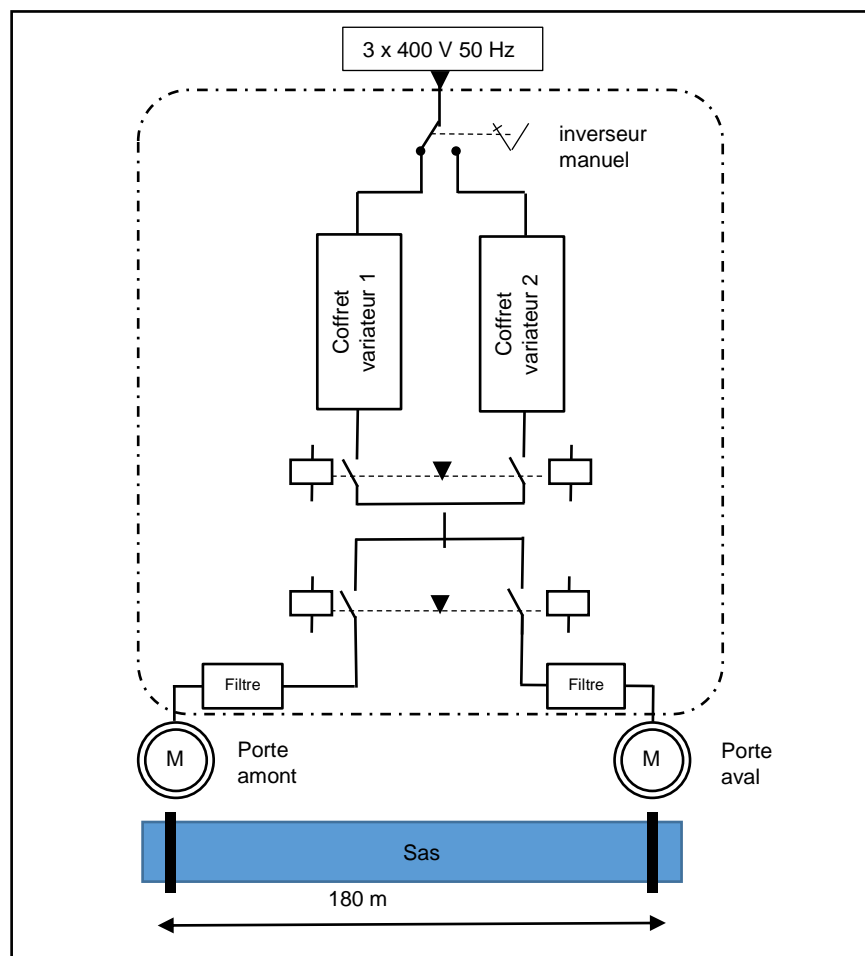 3 x 400 V 50 Hz
inverseur
manuel
Coffret
variateur 1
Coffret
variateur 2
Filtre
Filtre
M
Porte
amont
M
Porte
aval
Sas
180 m